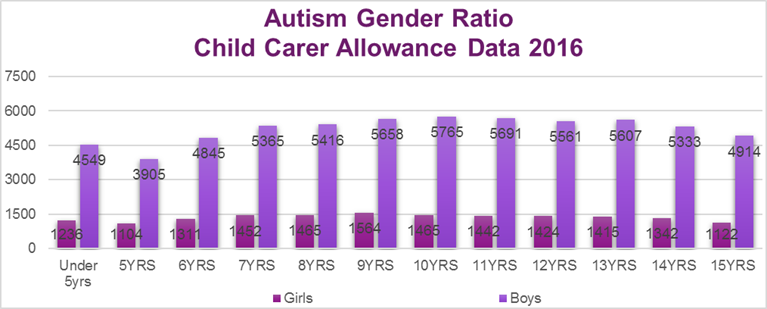 Autism Gender Ratio
Child Carer Allowance Data 2016
7500
6000
4500
3000
1500
0
4549
3905
4845
5365
5416
5658
5765
5691
5561
5607
5333
4914
1236
1104
1311
1452
1465
1564
1465
1442
1424
1415
1342
1122
Under 5yrs
5YRS
6YRS
7YRS
8YRS
9YRS
10YRS
11YRS
12YRS
13YRS
14YRS
15YRS
Girls
Boys